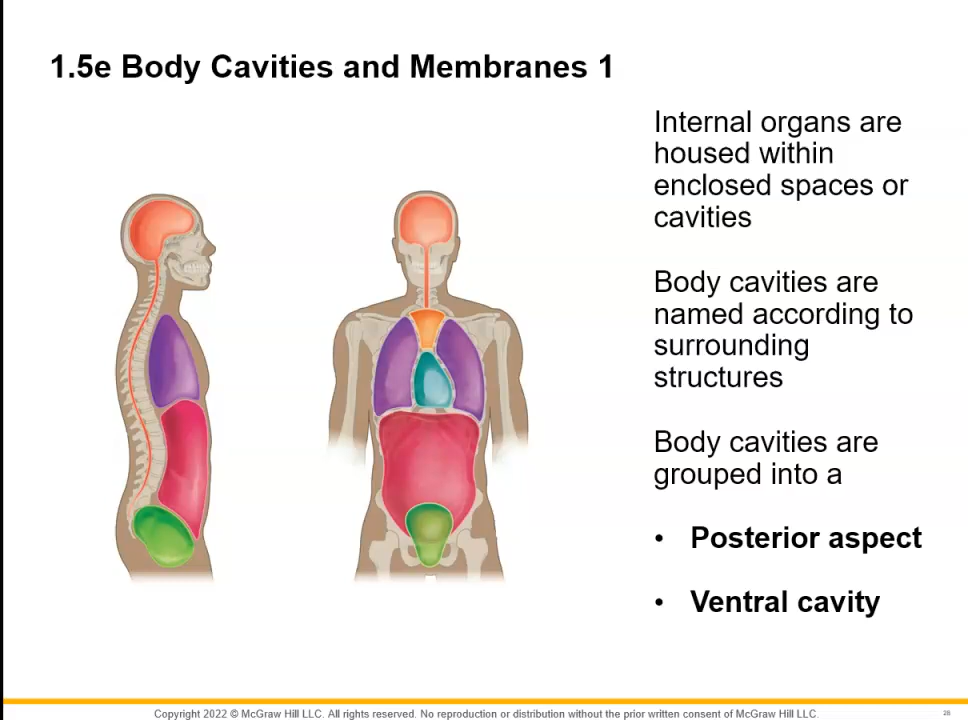 1.5e Body Cavities and Membranes 1
Internal organs are
housed within
enclosed spaces or
cavities
Body cavities are
named according to
surrounding
structures
Body cavities are
grouped into a
• Posterior aspect
• Ventral cavity
Copyright 2022 © McGraw Hill LLC. All rights reserved. No reproduction or distribution without the prior written consent of McGraw Hill LLC.
26